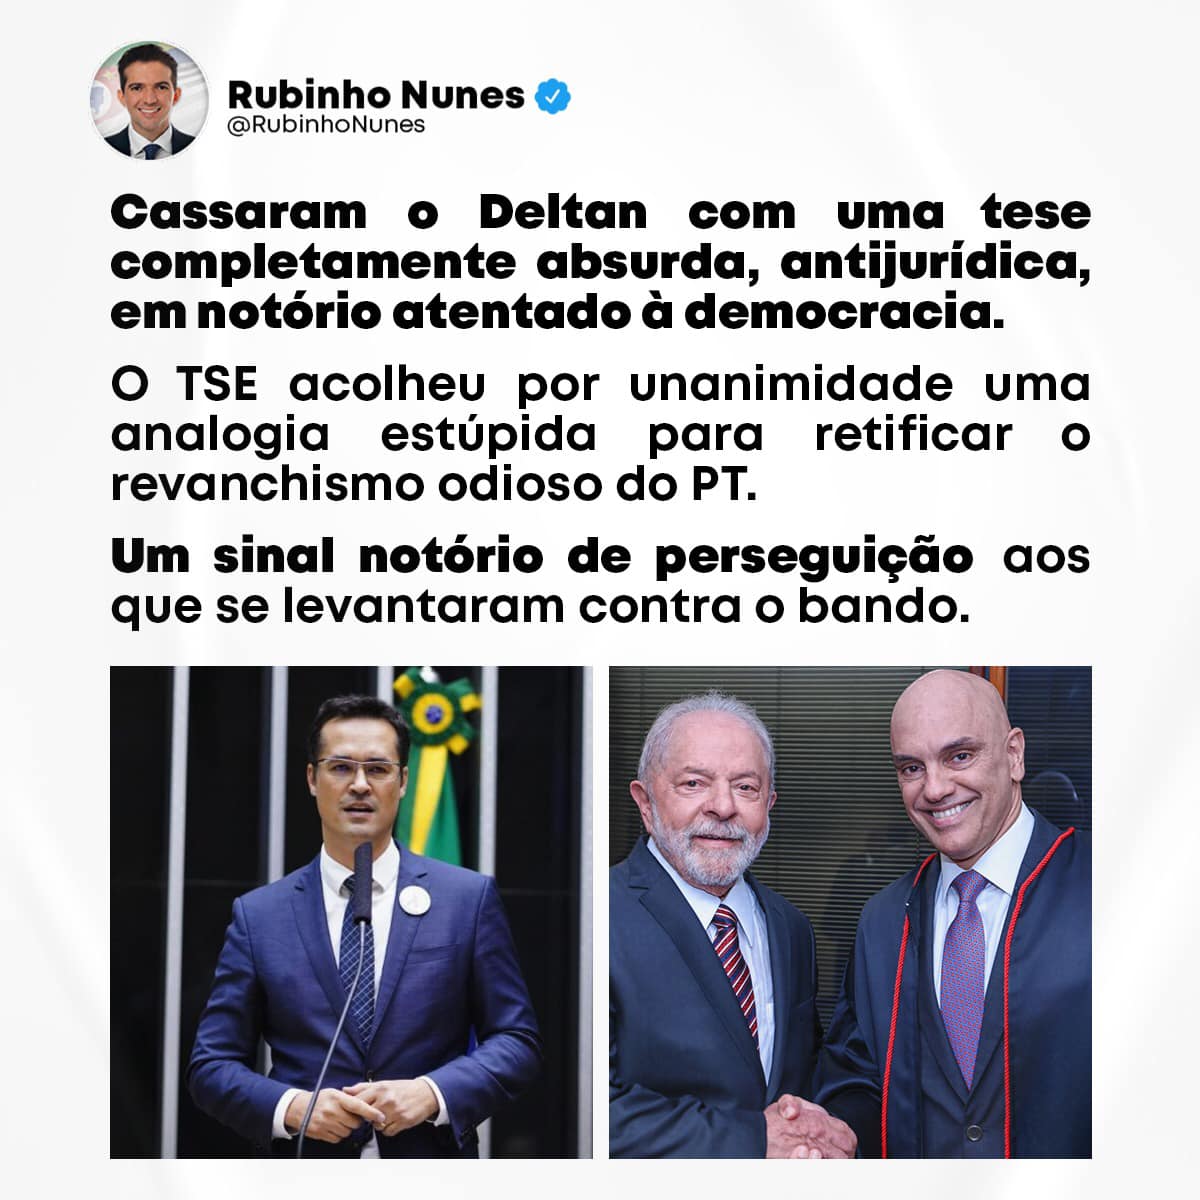 Rubinho Nunes
@RubinhoNunes
Cassaram o Deltan com uma tese
completamente absurda, antijurídica,
em notório atentado à democracia.
O TSE acolheu por unanimidade uma
analogia estúpida para retificar o
revanchismo odioso do PT.
Um sinal notório de perseguição aos
que se levantaram contra o bando.